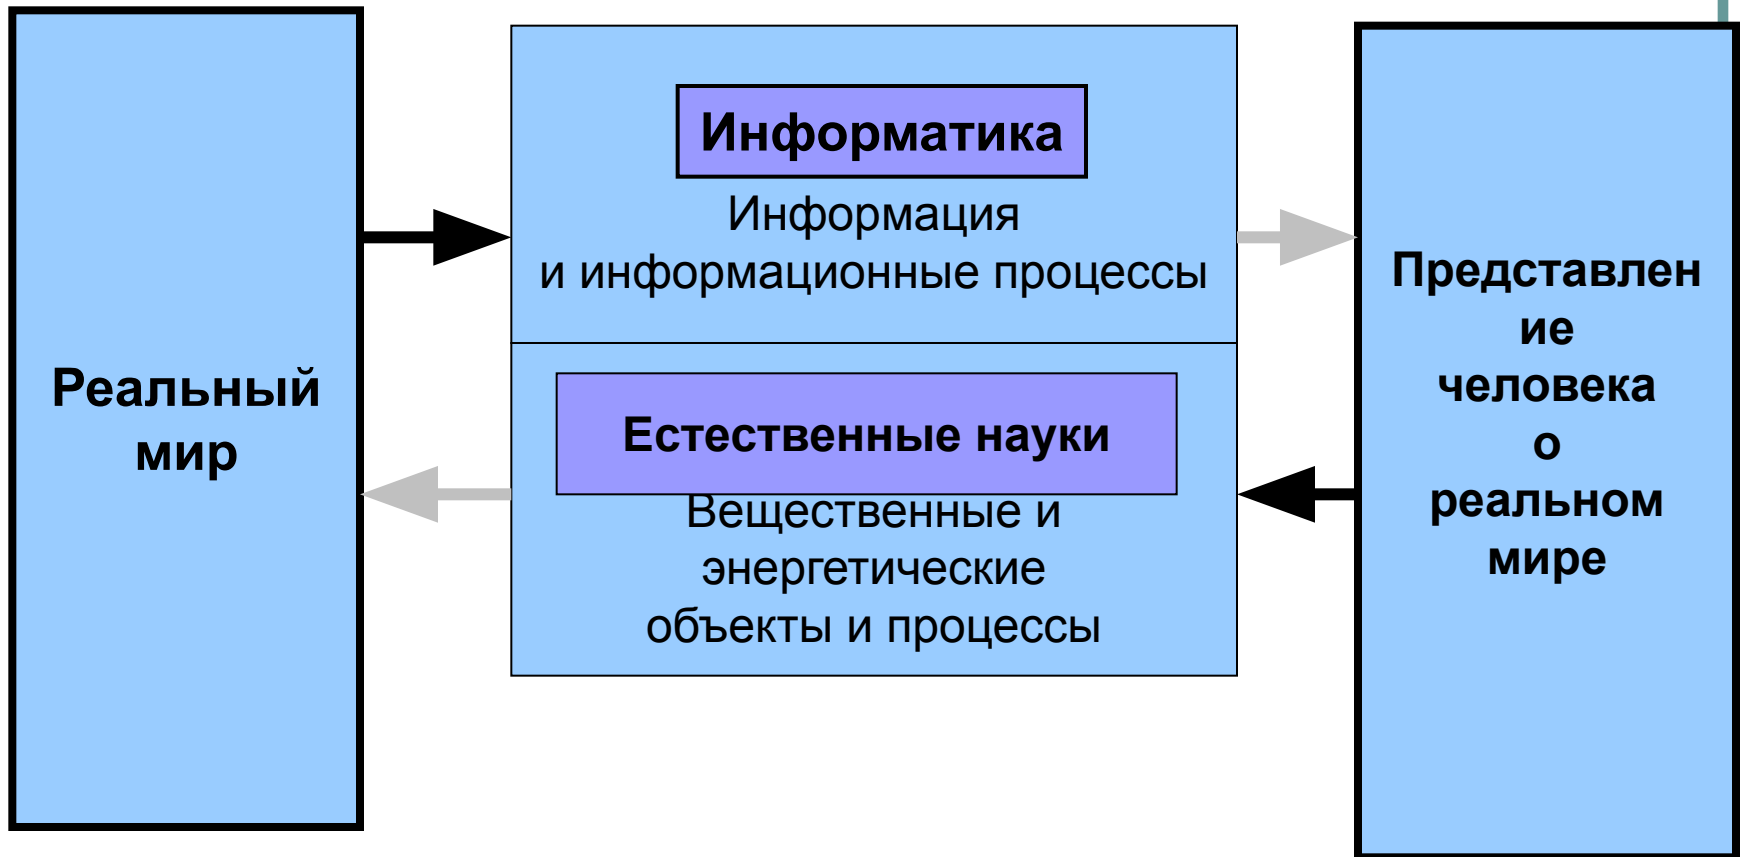 Реальный
мир
Информатика
Информация
и информационные процессы
Естественные науки
Вещественные и
энергетические
объекты и процессы
Представлен
ие
человека
о
реальном
мире